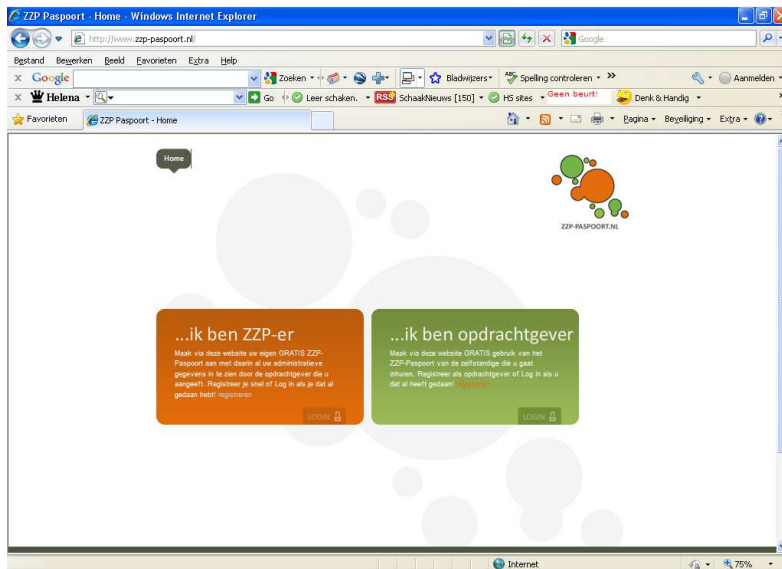 ZZP Paspoort - Home - Windows Internet Explorer
http://www.zzp-paspoort.nl/
Google
Bestand Bewerken Beeld Favorieten Extra Help
Google Zoeken Bladwijzers ABC Spelling controleren Aanmelden
Helena Go Leer schaken. RSS SchaakNieuws [150] HS sites Geen beurt! Denk & Handig
Favorieten ZZP Paspoort - Home Pagina Beveiliging Extra
Home
ZZP-PASPOORT.NL
...ik ben ZZP-er
Maak via deze website uw eigen GRATIS ZZP-
Paspoort aan met daarin al uw administratieve
gegevens in te zien door de opdrachtgever die u
aangeeft. Registreer je snel of Log in als je dat al
gedaan hebt! registreren
LOGIN
...ik ben opdrachtgever
Maak via deze website GRATIS gebruik van het
ZZP-Paspoort van de zelfstandige die u gaat
inhuren. Registreer als opdrachtgever of Log in als u
dat al heeft gedaan! registreren
LOGIN
Internet 75%